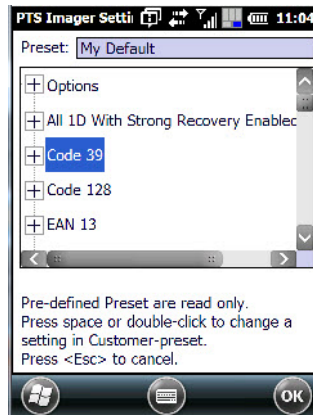 PTS Imager Setti 11:04
Preset: My Default
Options
All 1D With Strong Recovery Enabled
Code 39
Code 128
EAN 13
Pre-defined Preset are read only.
Press space or double-click to change a
setting in Customer-preset.
Press <Esc> to cancel.
OK